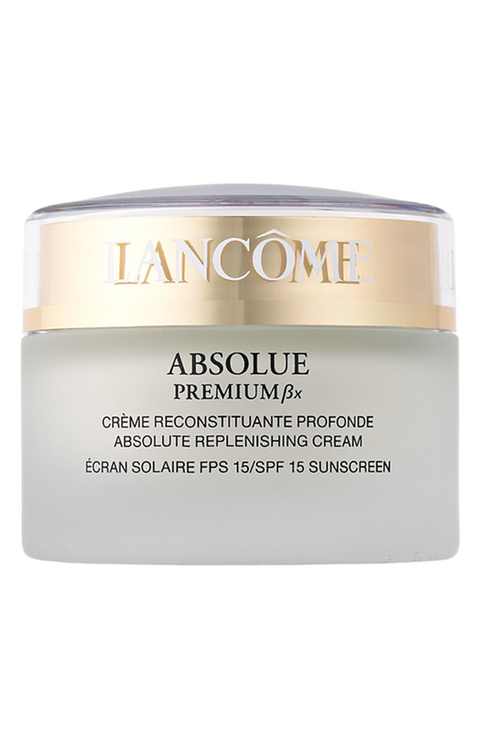 LANCÔME
ABSOLUE
PREMIUM βx
CRÈME RECONSTITUANTE PROFONDE
ABSOLUTE REPLENISHING CREAM
ÉCRAN SOLAIRE FPS 15/SPF 15 SUNSCREEN